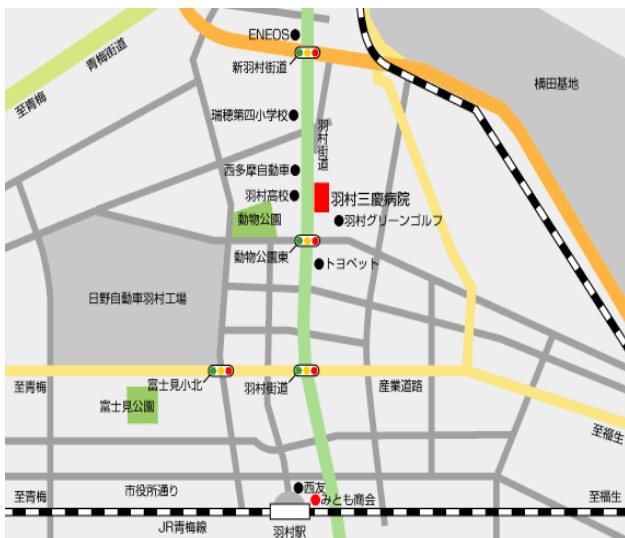 ENEOS
青梅街道
新羽村街道
至青梅
横田基地
瑞穂第四小学校
羽村街道
西多摩自動車
羽村高校
羽村三慶病院
動物公園
羽村グリーンゴルフ
動物公園東
トヨペット
日野自動車羽村工場
至青梅
富士見小北
羽村街道
産業道路
富士見公園
至福生
市役所通り
西友
至青梅
みとも商会
至福生
JR青梅線
羽村駅